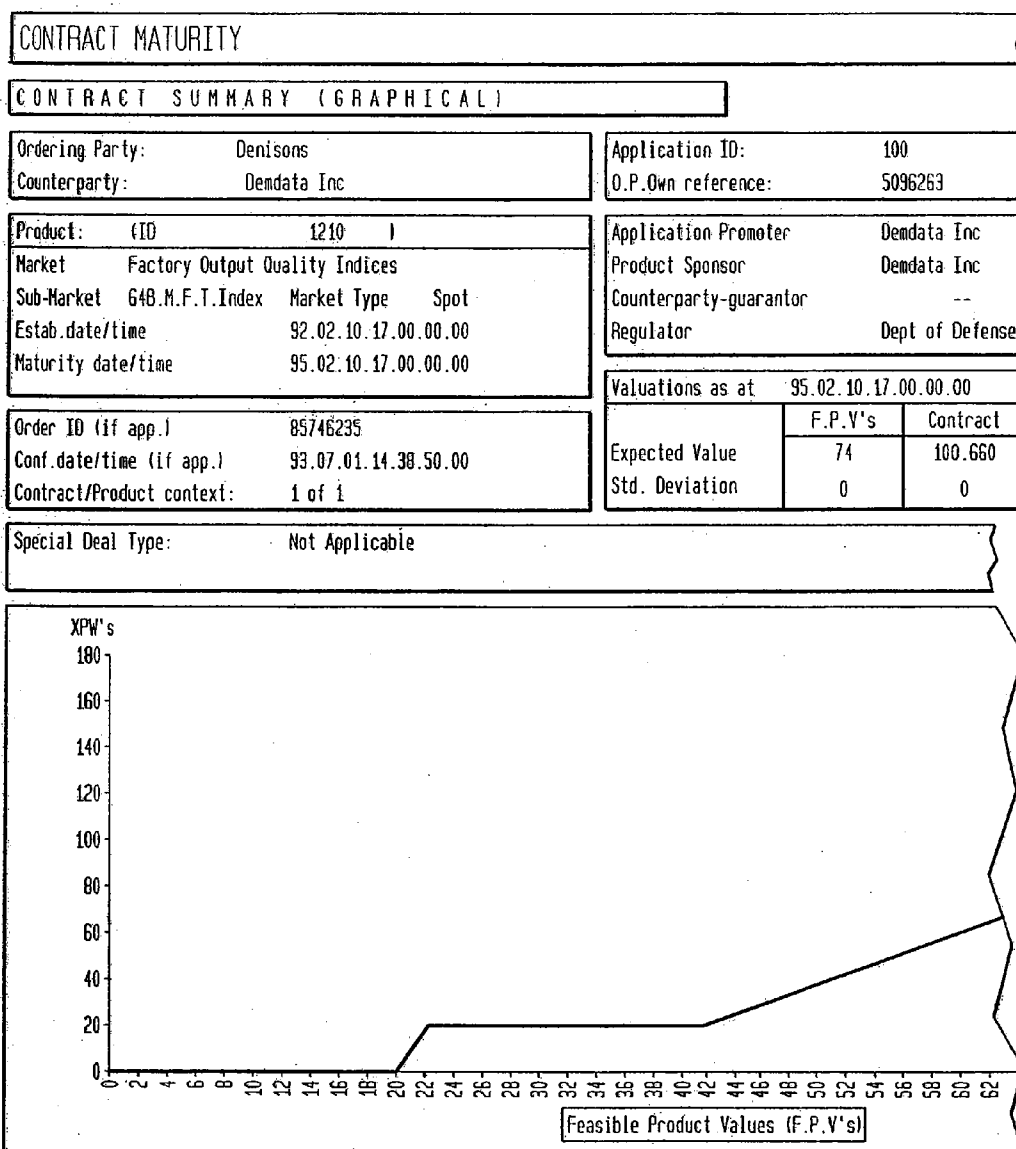 CONTRACT MATURITY
CONTRACT SUMMARY (GRAPHICAL)
Ordering Party: Denisons
Counterparty: Demdata Inc
Application ID: 100
O.P.Own reference: 5096263
Product: (ID 1210 )
Market Factory Output Quality Indices
Sub-Market G4B.M.F.T.Index Market Type Spot
Estab.date/time 92.02.10.17.00.00.00
Maturity date/time 95.02.10.17.00.00.00
Application Promoter Demdata Inc
Product Sponsor Demdata Inc
Counterparty-guarantor --
Regulator Dept of Defense
Order ID (if app.) 85746235
Conf.date/time (if app.) 93.07.01.14.38.50.00
Contract/Product context: 1 of 1
Valuations as at 95.02.10.17.00.00.00
F.P.V's Contract
Expected Value 74 100.660
Std. Deviation 0 0
Special Deal Type: Not Applicable
XPW's
180
160
140
120
100
80
60
40
20
0
0 2 4 6 8 10 12 14 16 18 20 22 24 26 28 30 32 34 36 38 40 42 44 46 48 50 52 54 56 58 60 62
Feasible Product Values (F.P.V's)